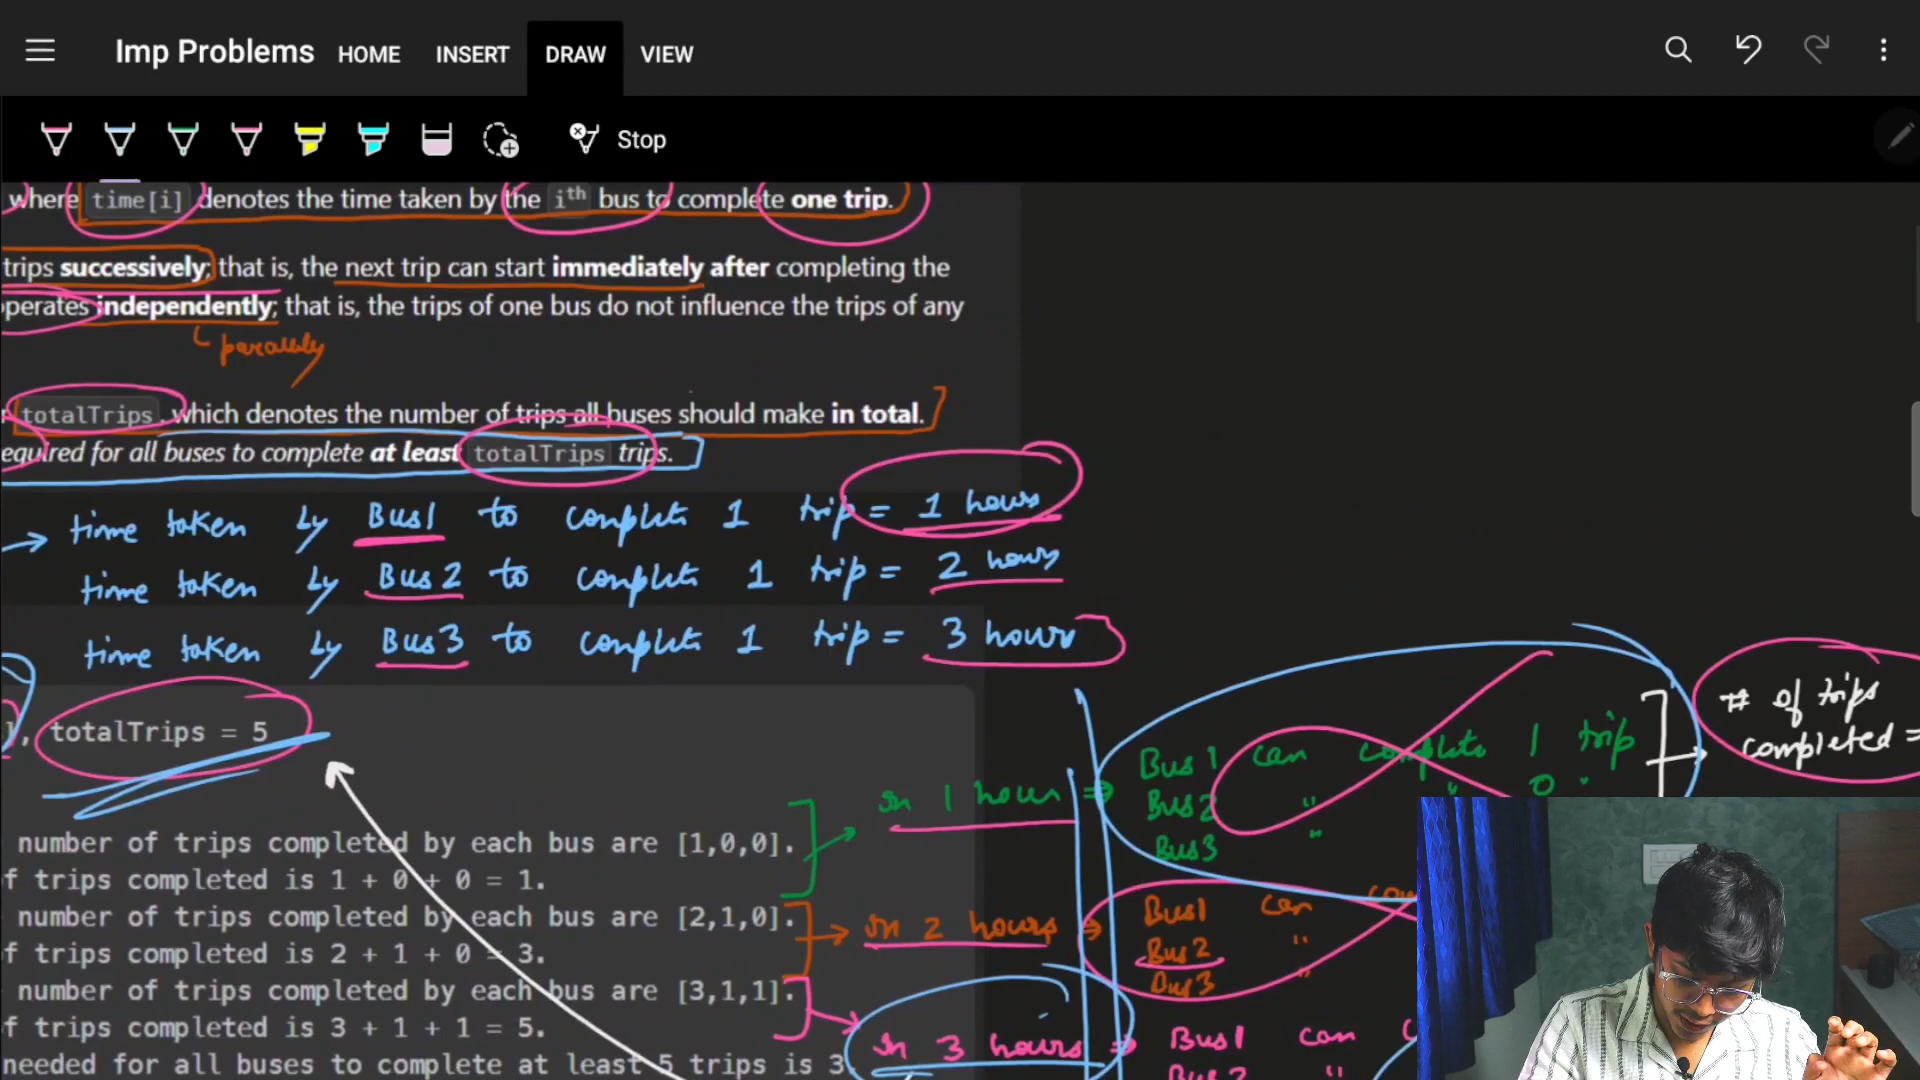 Imp Problems HOME INSERT DRAW VIEW
Stop
where time[i] denotes the time taken by the ith bus to complete one trip.
trips successively; that is, the next trip can start immediately after completing the
perates independently; that is, the trips of one bus do not influence the trips of any
totalTrips, which denotes the number of trips all buses should make in total.
equired for all buses to complete at least totalTrips trips.
time taken by Bus1 to complete 1 trip = 1 hours
time taken by Bus2 to complete 1 trip = 2 hours
time taken by Bus3 to complete 1 trip = 3 hours
], totalTrips = 5
# of trips
completed =
Bus1 can complete 1 trip
in 1 hour ⇒ Bus2 " " 0 "
Bus3 "
number of trips completed by each bus are [1,0,0].
f trips completed is 1 + 0 + 0 = 1.
number of trips completed by each bus are [2,1,0].
in 2 hours ⇒ Bus1 can
Bus2 "
Bus3 "
f trips completed is 2 + 1 + 0 = 3.
number of trips completed by each bus are [3,1,1].
f trips completed is 3 + 1 + 1 = 5.
in 3 hours ⇒ Bus1 can
Bus2 "
needed for all buses to complete at least 5 trips is 3